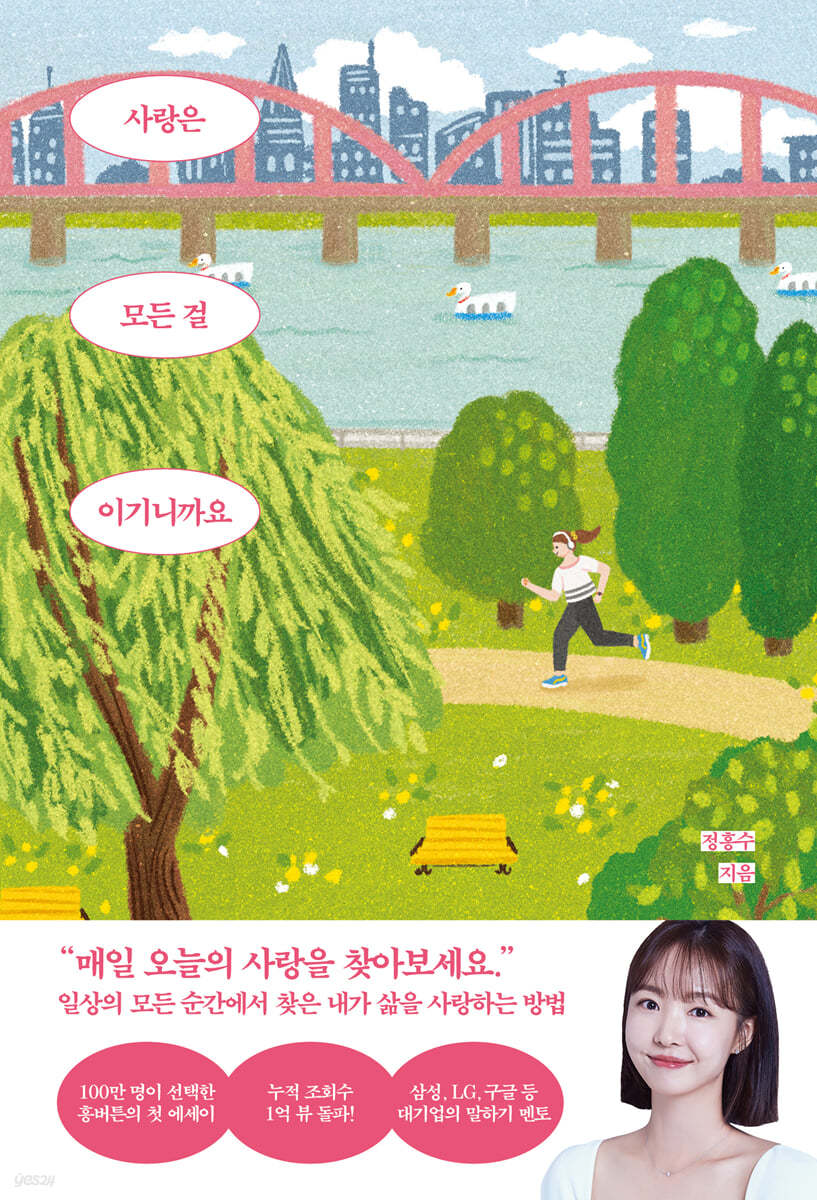 사랑은
모든 걸
이기니까요
정흥수
지음
“매일 오늘의 사랑을 찾아보세요.”
일상의 모든 순간에서 찾은 내가 삶을 사랑하는 방법
100만 명이 선택한
흥버튼의 첫 에세이
누적 조회수
1억 뷰 돌파!
삼성, LG, 구글 등
대기업의 말하기 멘토
yes24